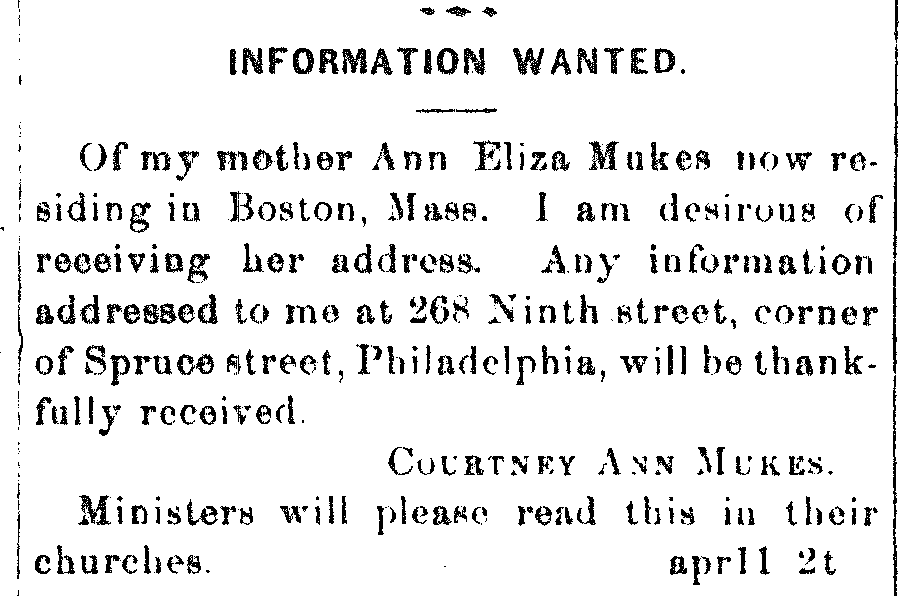 INFORMATION WANTED.
Of my mother Ann Eliza Mukes now re-
siding in Boston, Mass. I am desirous of
receiving her address. Any information
addressed to me at 268 Ninth street, corner
of Spruce street, Philadelphia, will be thank-
fully received.
COURTNEY ANN MUKES.
Ministers will please read this in their
churches. apr11 2t